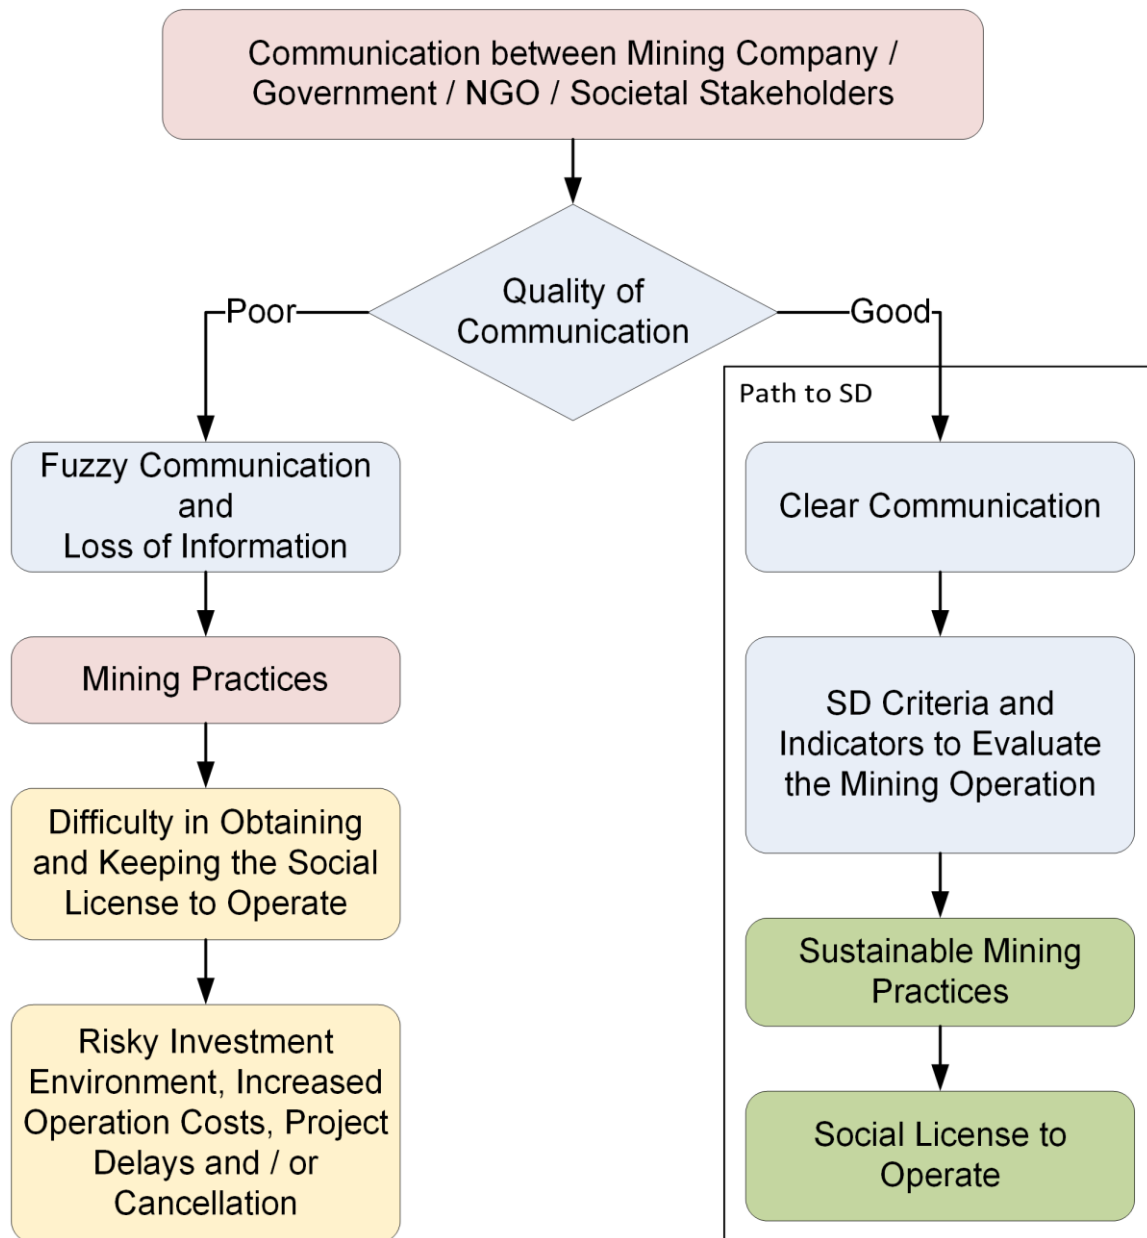 Communication between Mining Company /
Government / NGO / Societal Stakeholders
Quality of
Communication
Poor
Good
Path to SD
Fuzzy Communication
and
Loss of Information
Mining Practices
Difficulty in Obtaining
and Keeping the Social
License to Operate
Risky Investment
Environment, Increased
Operation Costs, Project
Delays and / or
Cancellation
Clear Communication
SD Criteria and
Indicators to Evaluate
the Mining Operation
Sustainable Mining
Practices
Social License to
Operate